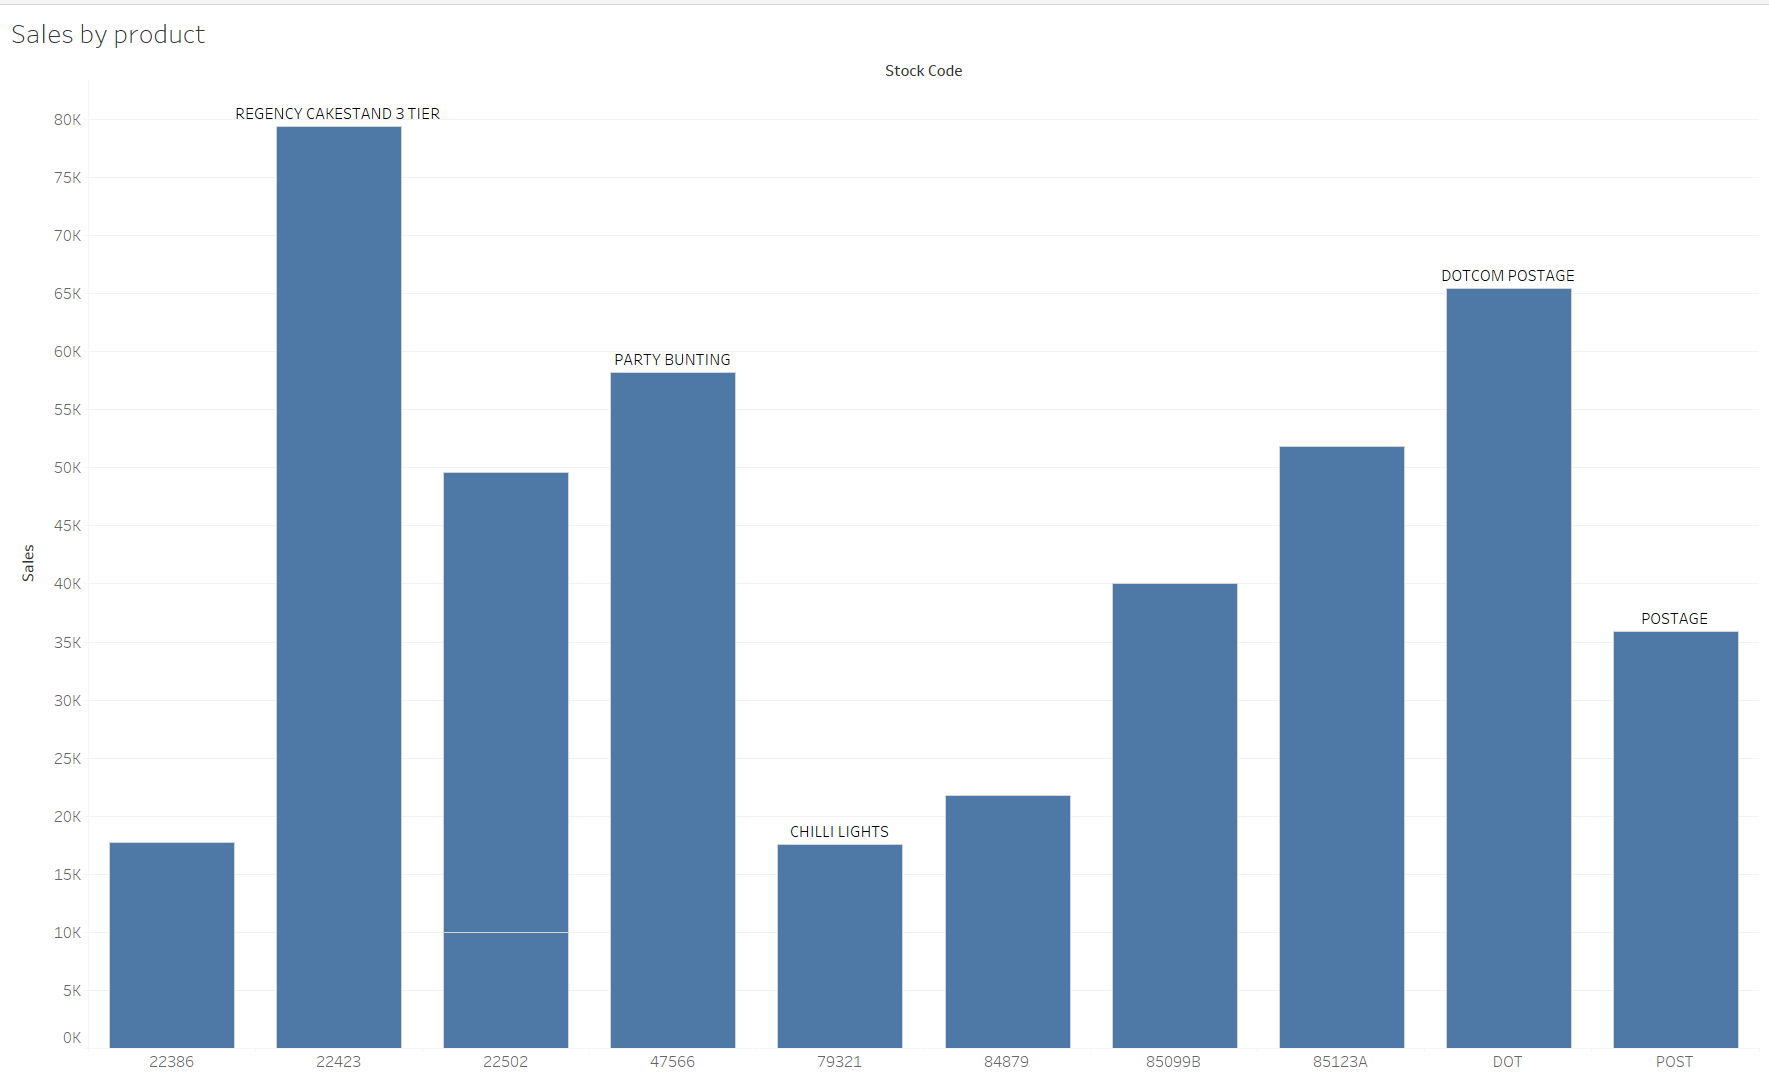 Sales by product
Stock Code
80K
75K
70K
65K
60K
55K
50K
45K
40K
35K
30K
25K
20K
15K
10K
5K
0K
Sales
REGENCY CAKESTAND 3 TIER
PARTY BUNTING
CHILLI LIGHTS
DOTCOM POSTAGE
POSTAGE
22386 22423 22502 47566 79321 84879 85099B 85123A DOT POST